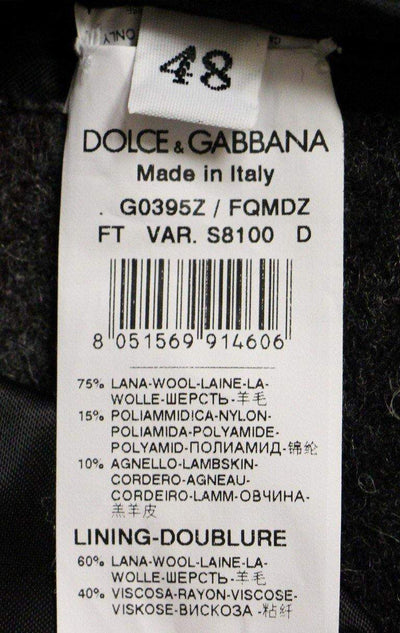 ONLY
48
DOLCE & GABBANA
Made in Italy
. G0395Z / FQMDZ
FT VAR. S8100 D
8 051569 914606
75% LANA-WOOL-LAINE-LA-
WOLLE-ШЕРСТЬ-羊毛
15% POLIAMMIDICA-NYLON-
POLIAMIDA-POLYAMIDE-
POLYAMID-ПОЛИАМИД-锦纶
10% AGNELLO-LAMBSKIN-
CORDERO-AGNEAU-
CORDEIRO-LAMM-ОВЧИНА-
羔羊皮
LINING-DOUBLURE
60% LANA-WOOL-LAINE-LA-
WOLLE-ШЕРСТЬ-羊毛
40% VISCOSA-RAYON-VISCOSE-
VISKOSE-ВИСКОЗА -粘纤